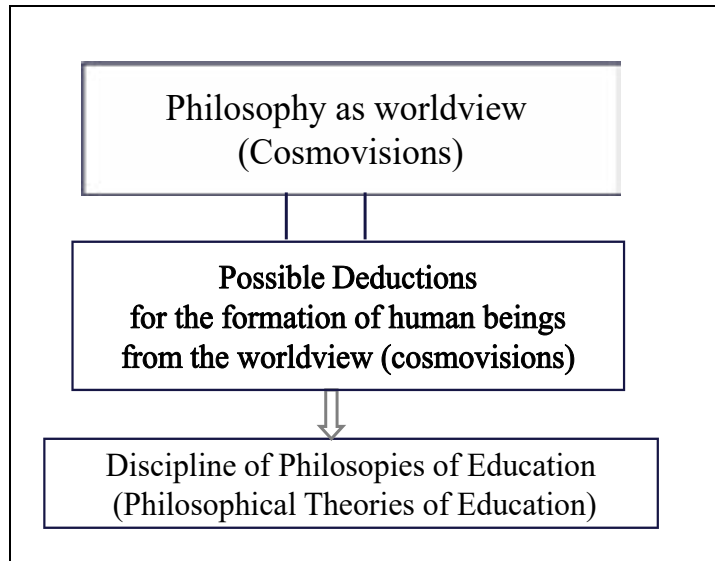 Philosophy as worldview
(Cosmovisions)
Possible Deductions
for the formation of human beings
from the worldview (cosmovisions)
Discipline of Philosopies of Education
(Philosophical Theories of Education)